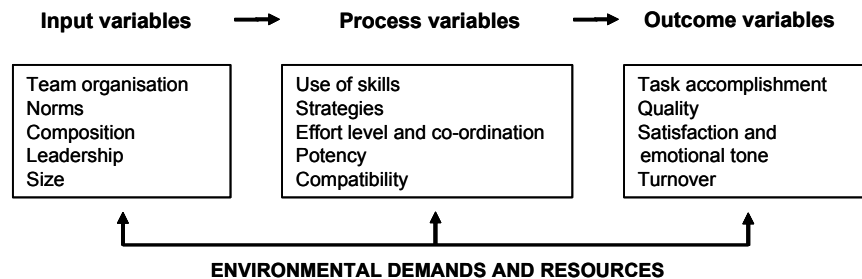 Input variables
Process variables
Outcome variables
Team organisation
Norms
Composition
Leadership
Size
Use of skills
Strategies
Effort level and co-ordination
Potency
Compatibility
Task accomplishment
Quality
Satisfaction and
emotional tone
Turnover
ENVIRONMENTAL DEMANDS AND RESOURCES